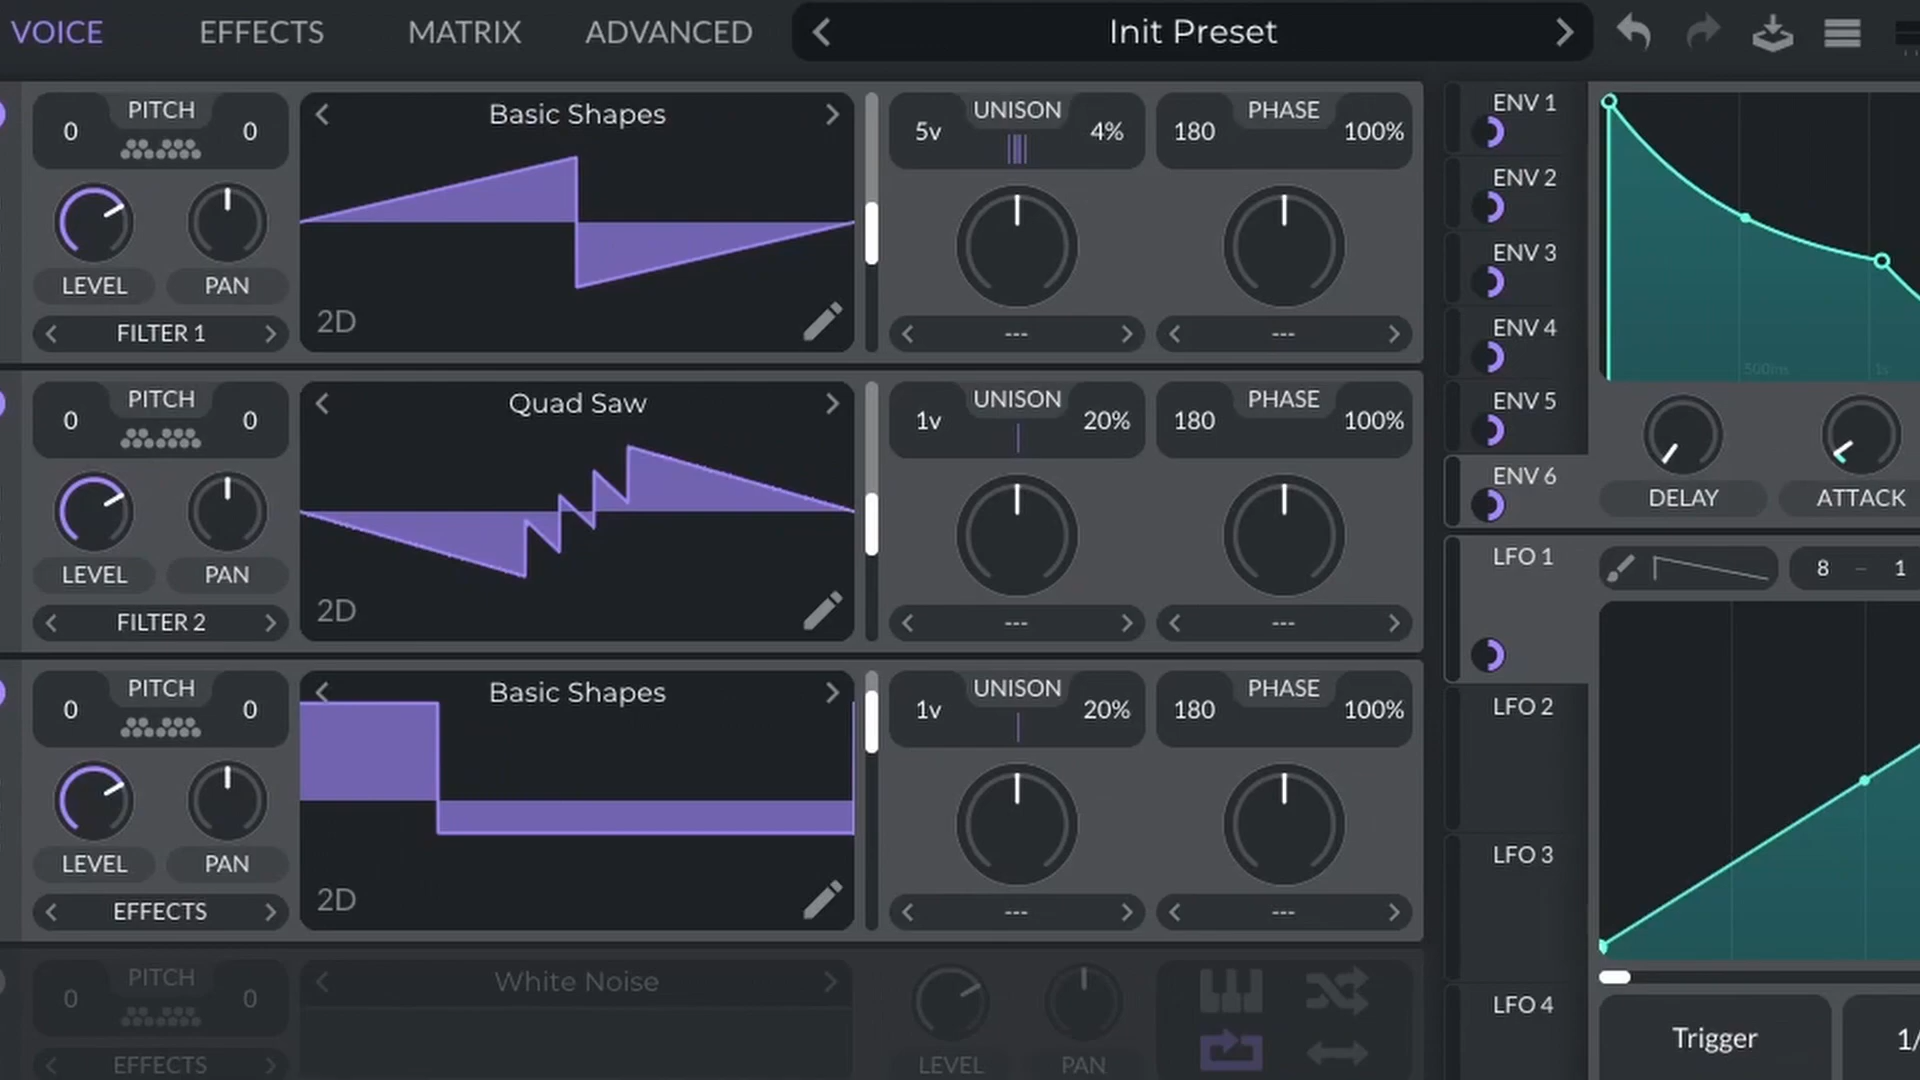 VOICE EFFECTS MATRIX ADVANCED Init Preset
PITCH
0 0
LEVEL PAN
FILTER 1
Basic Shapes
2D
UNISON
5v 4%
---
PHASE
180 100%
---
PITCH
0 0
LEVEL PAN
FILTER 2
Quad Saw
2D
UNISON
1v 20%
---
PHASE
180 100%
---
PITCH
0 0
LEVEL PAN
EFFECTS
Basic Shapes
2D
UNISON
1v 20%
---
PHASE
180 100%
---
PITCH
0 0
EFFECTS
White Noise
LEVEL PAN
ENV 1
ENV 2
ENV 3
ENV 4
ENV 5
ENV 6
500ms 1s
DELAY ATTACK
LFO 1
LFO 2
LFO 3
LFO 4
8 - 1
Trigger 1/